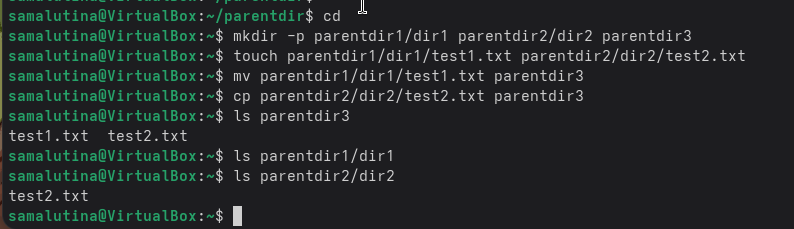 samalutina@VirtualBox:~/parentdir$ cd
samalutina@VirtualBox:~$ mkdir -p parentdir1/dir1 parentdir2/dir2 parentdir3
samalutina@VirtualBox:~$ touch parentdir1/dir1/test1.txt parentdir2/dir2/test2.txt
samalutina@VirtualBox:~$ mv parentdir1/dir1/test1.txt parentdir3
samalutina@VirtualBox:~$ cp parentdir2/dir2/test2.txt parentdir3
samalutina@VirtualBox:~$ ls parentdir3
test1.txt  test2.txt
samalutina@VirtualBox:~$ ls parentdir1/dir1
samalutina@VirtualBox:~$ ls parentdir2/dir2
test2.txt
samalutina@VirtualBox:~$